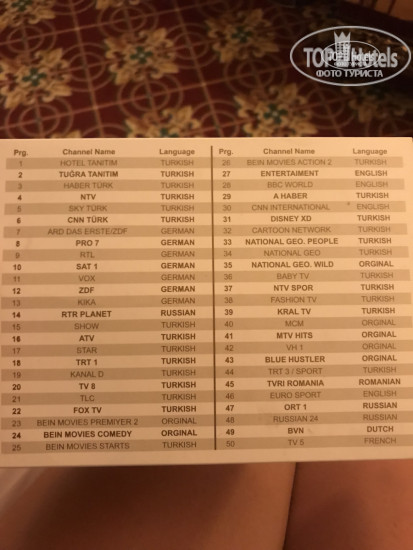 TOP Hotels
ФОТО ТУРИСТА
Prg. Channel Name Language
1 HOTEL TANITIM TURKISH
2 TUĞRA TANITIM TURKISH
3 HABER TÜRK TURKISH
4 NTV TURKISH
5 SKY TÜRK TURKISH
6 CNN TÜRK TURKISH
7 ARD DAS ERSTE/ZDF GERMAN
8 PRO 7 GERMAN
9 RTL GERMAN
10 SAT 1 GERMAN
11 VOX GERMAN
12 ZDF GERMAN
13 KIKA GERMAN
14 RTR PLANET RUSSIAN
15 SHOW TURKISH
16 ATV TURKISH
17 STAR TURKISH
18 TRT 1 TURKISH
19 KANAL D TURKISH
20 TV 8 TURKISH
21 TLC TURKISH
22 FOX TV TURKISH
23 BEIN MOVIES PREMIYER 2 ORGINAL
24 BEIN MOVIES COMEDY ORGINAL
25 BEIN MOVIES STARTS TURKISH
Prg. Channel Name Language
26 BEIN MOVIES ACTION 2 TURKISH
27 ENTERTAIMENT ENGLISH
28 BBC WORLD ENGLISH
29 A HABER TURKISH
30 CNN INTERNATIONAL ENGLISH
31 DISNEY XD TURKISH
32 CARTOON NETWORK TURKISH
33 NATIONAL GEO. PEOPLE TURKISH
34 NATIONAL GEO TURKISH
35 NATIONAL GEO. WILD ORGINAL
36 BABY TV TURKISH
37 NTV SPOR TURKISH
38 FASHION TV TURKISH
39 KRAL TV TURKISH
40 MCM ORGINAL
41 MTV HITS ORGINAL
42 VH 1 ORGINAL
43 BLUE HUSTLER ORGINAL
44 TRT 3 / SPORT TURKISH
45 TVRI ROMANIA ROMANIAN
46 EURO SPORT ENGLISH
47 ORT 1 RUSSIAN
48 RUSSIAN 24 RUSSIAN
49 BVN DUTCH
50 TV 5 FRENCH